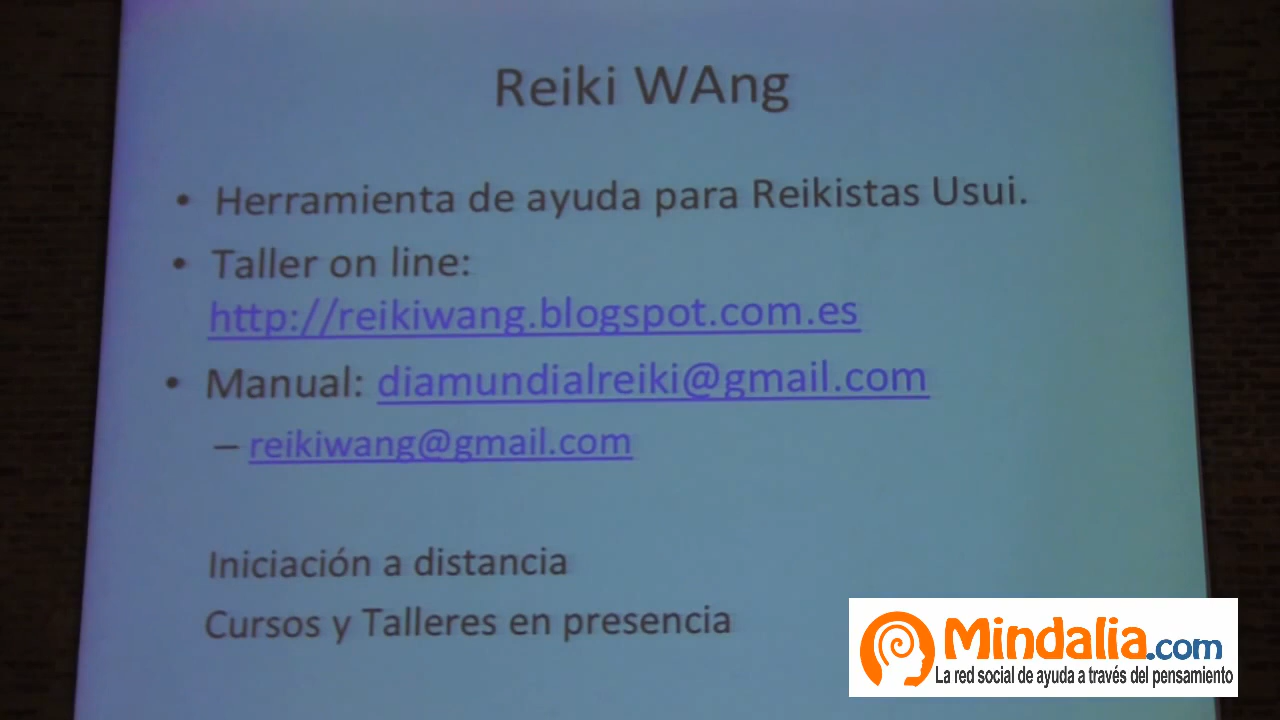 Reiki WAng
• Herramienta de ayuda para Reikistas Usui.
• Taller on line:
http://reikiwang.blogspot.com.es
• Manual: diamundialreiki@gmail.com
– reikiwang@gmail.com
Iniciación a distancia
Cursos y Talleres en presencia
Mindalia.com
La red social de ayuda a través del pensamiento